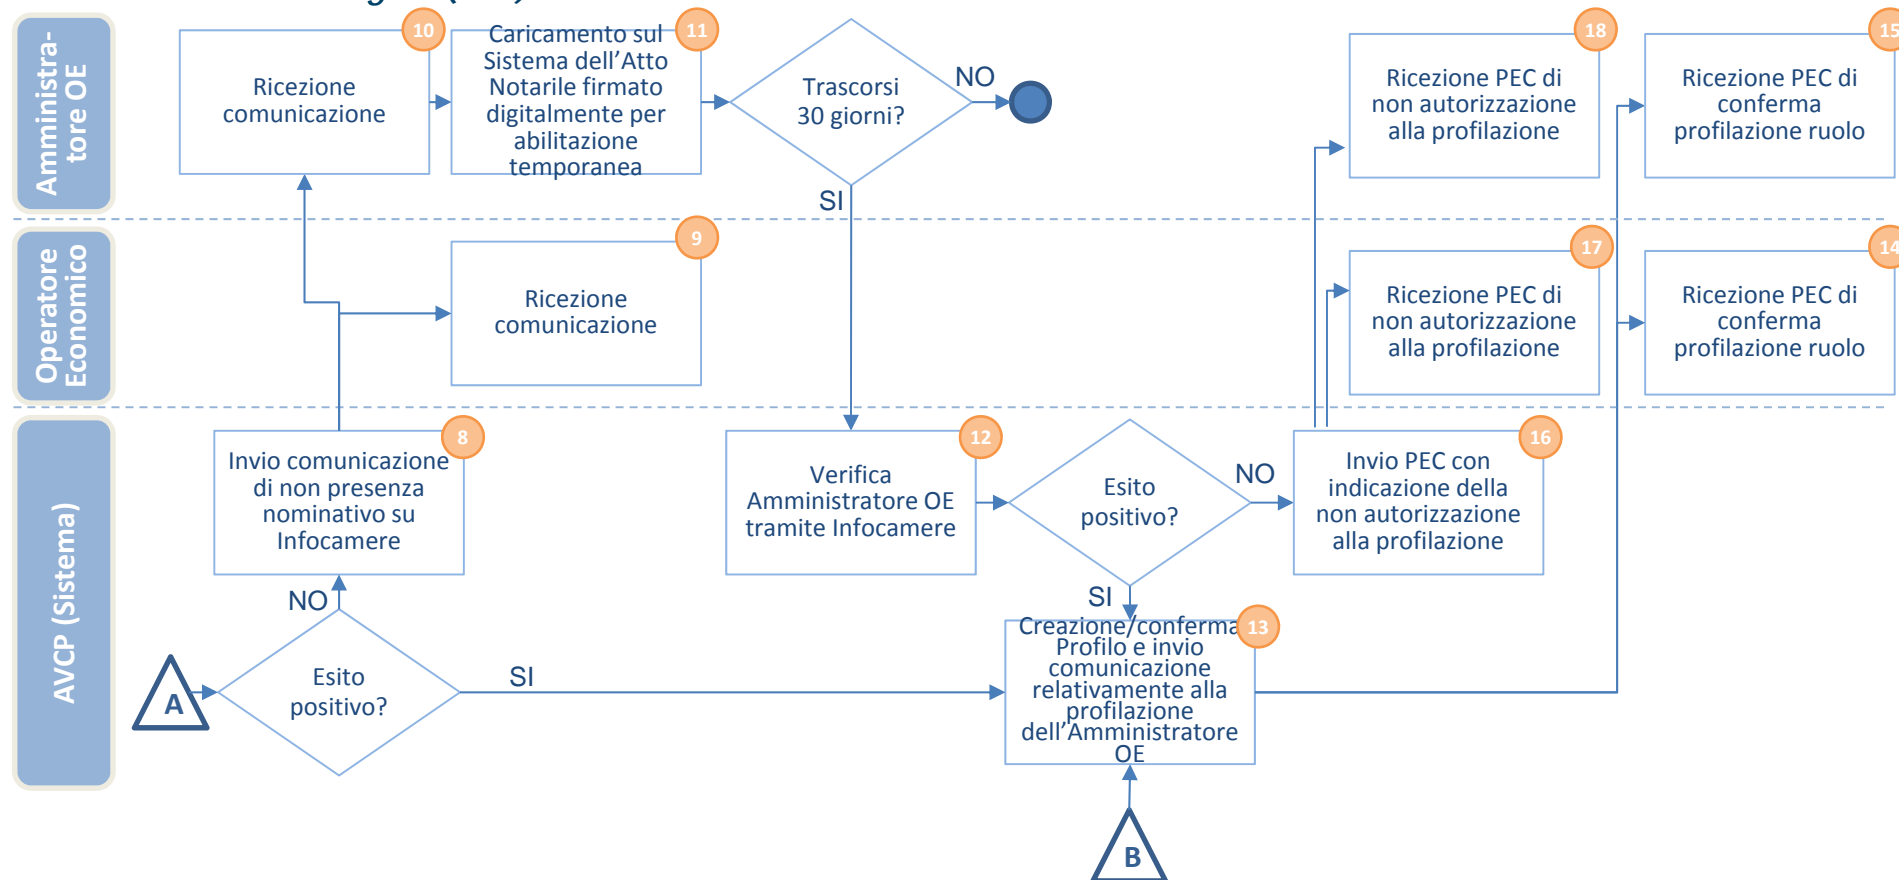 Amministra-
tore OE
10
Ricezione
comunicazione
11
Caricamento sul
Sistema dell'Atto
Notarile firmato
digitalmente per
abilitazione
temporanea
Trascorsi
30 giorni?
NO
SI
18
Ricezione PEC di
non autorizzazione
alla profilazione
15
Ricezione PEC di
conferma
profilazione ruolo
Operatore
Economico
9
Ricezione
comunicazione
17
Ricezione PEC di
non autorizzazione
alla profilazione
14
Ricezione PEC di
conferma
profilazione ruolo
AVCP (Sistema)
8
Invio comunicazione
di non presenza
nominativo su
Infocamere
NO
A
Esito
positivo?
SI
12
Verifica
Amministratore OE
tramite Infocamere
Esito
positivo?
NO
SI
16
Invio PEC con
indicazione della
non autorizzazione
alla profilazione
13
Creazione/conferma
Profilo e invio
comunicazione
relativamente alla
profilazione
dell'Amministratore
OE
B